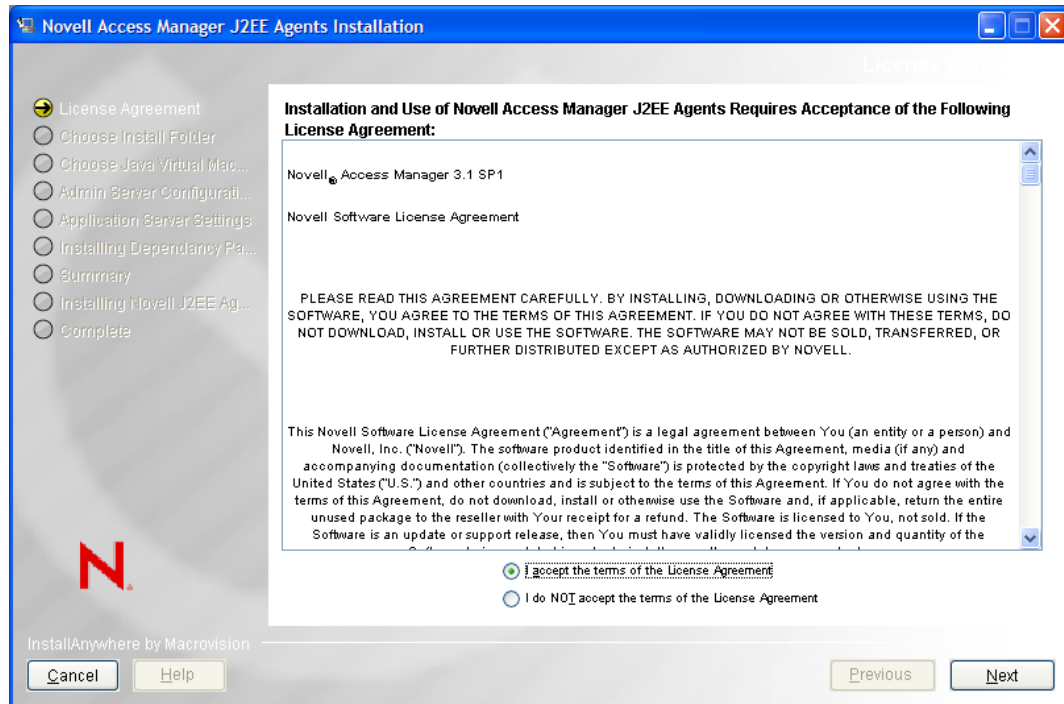 Novell Access Manager J2EE Agents Installation
License
License Agreement
Choose Install Folder
Choose Java Virtual Mac...
Admin Server Configurati...
Application Server Settings
Installing Dependancy Pa...
Summary
Installing Novell J2EE Ag...
Complete
Installation and Use of Novell Access Manager J2EE Agents Requires Acceptance of the Following
License Agreement:
Novell® Access Manager 3.1 SP1
Novell Software License Agreement
PLEASE READ THIS AGREEMENT CAREFULLY. BY INSTALLING, DOWNLOADING OR OTHERWISE USING THE
SOFTWARE, YOU AGREE TO THE TERMS OF THIS AGREEMENT. IF YOU DO NOT AGREE WITH THESE TERMS, DO
NOT DOWNLOAD, INSTALL OR USE THE SOFTWARE. THE SOFTWARE MAY NOT BE SOLD, TRANSFERRED, OR
FURTHER DISTRIBUTED EXCEPT AS AUTHORIZED BY NOVELL.
This Novell Software License Agreement ("Agreement") is a legal agreement between You (an entity or a person) and
Novell, Inc. ("Novell"). The software product identified in the title of this Agreement, media (if any) and
accompanying documentation (collectively the "Software") is protected by the copyright laws and treaties of the
United States ("U.S.") and other countries and is subject to the terms of this Agreement. If You do not agree with the
terms of this Agreement, do not download, install or otherwise use the Software and, if applicable, return the entire
unused package to the reseller with Your receipt for a refund. The Software is licensed to You, not sold. If the
Software is an update or support release, then You must have validly licensed the version and quantity of the
I accept the terms of the License Agreement
I do NOT accept the terms of the License Agreement
N
InstallAnywhere by Macrovision
Cancel
Help
Previous
Next